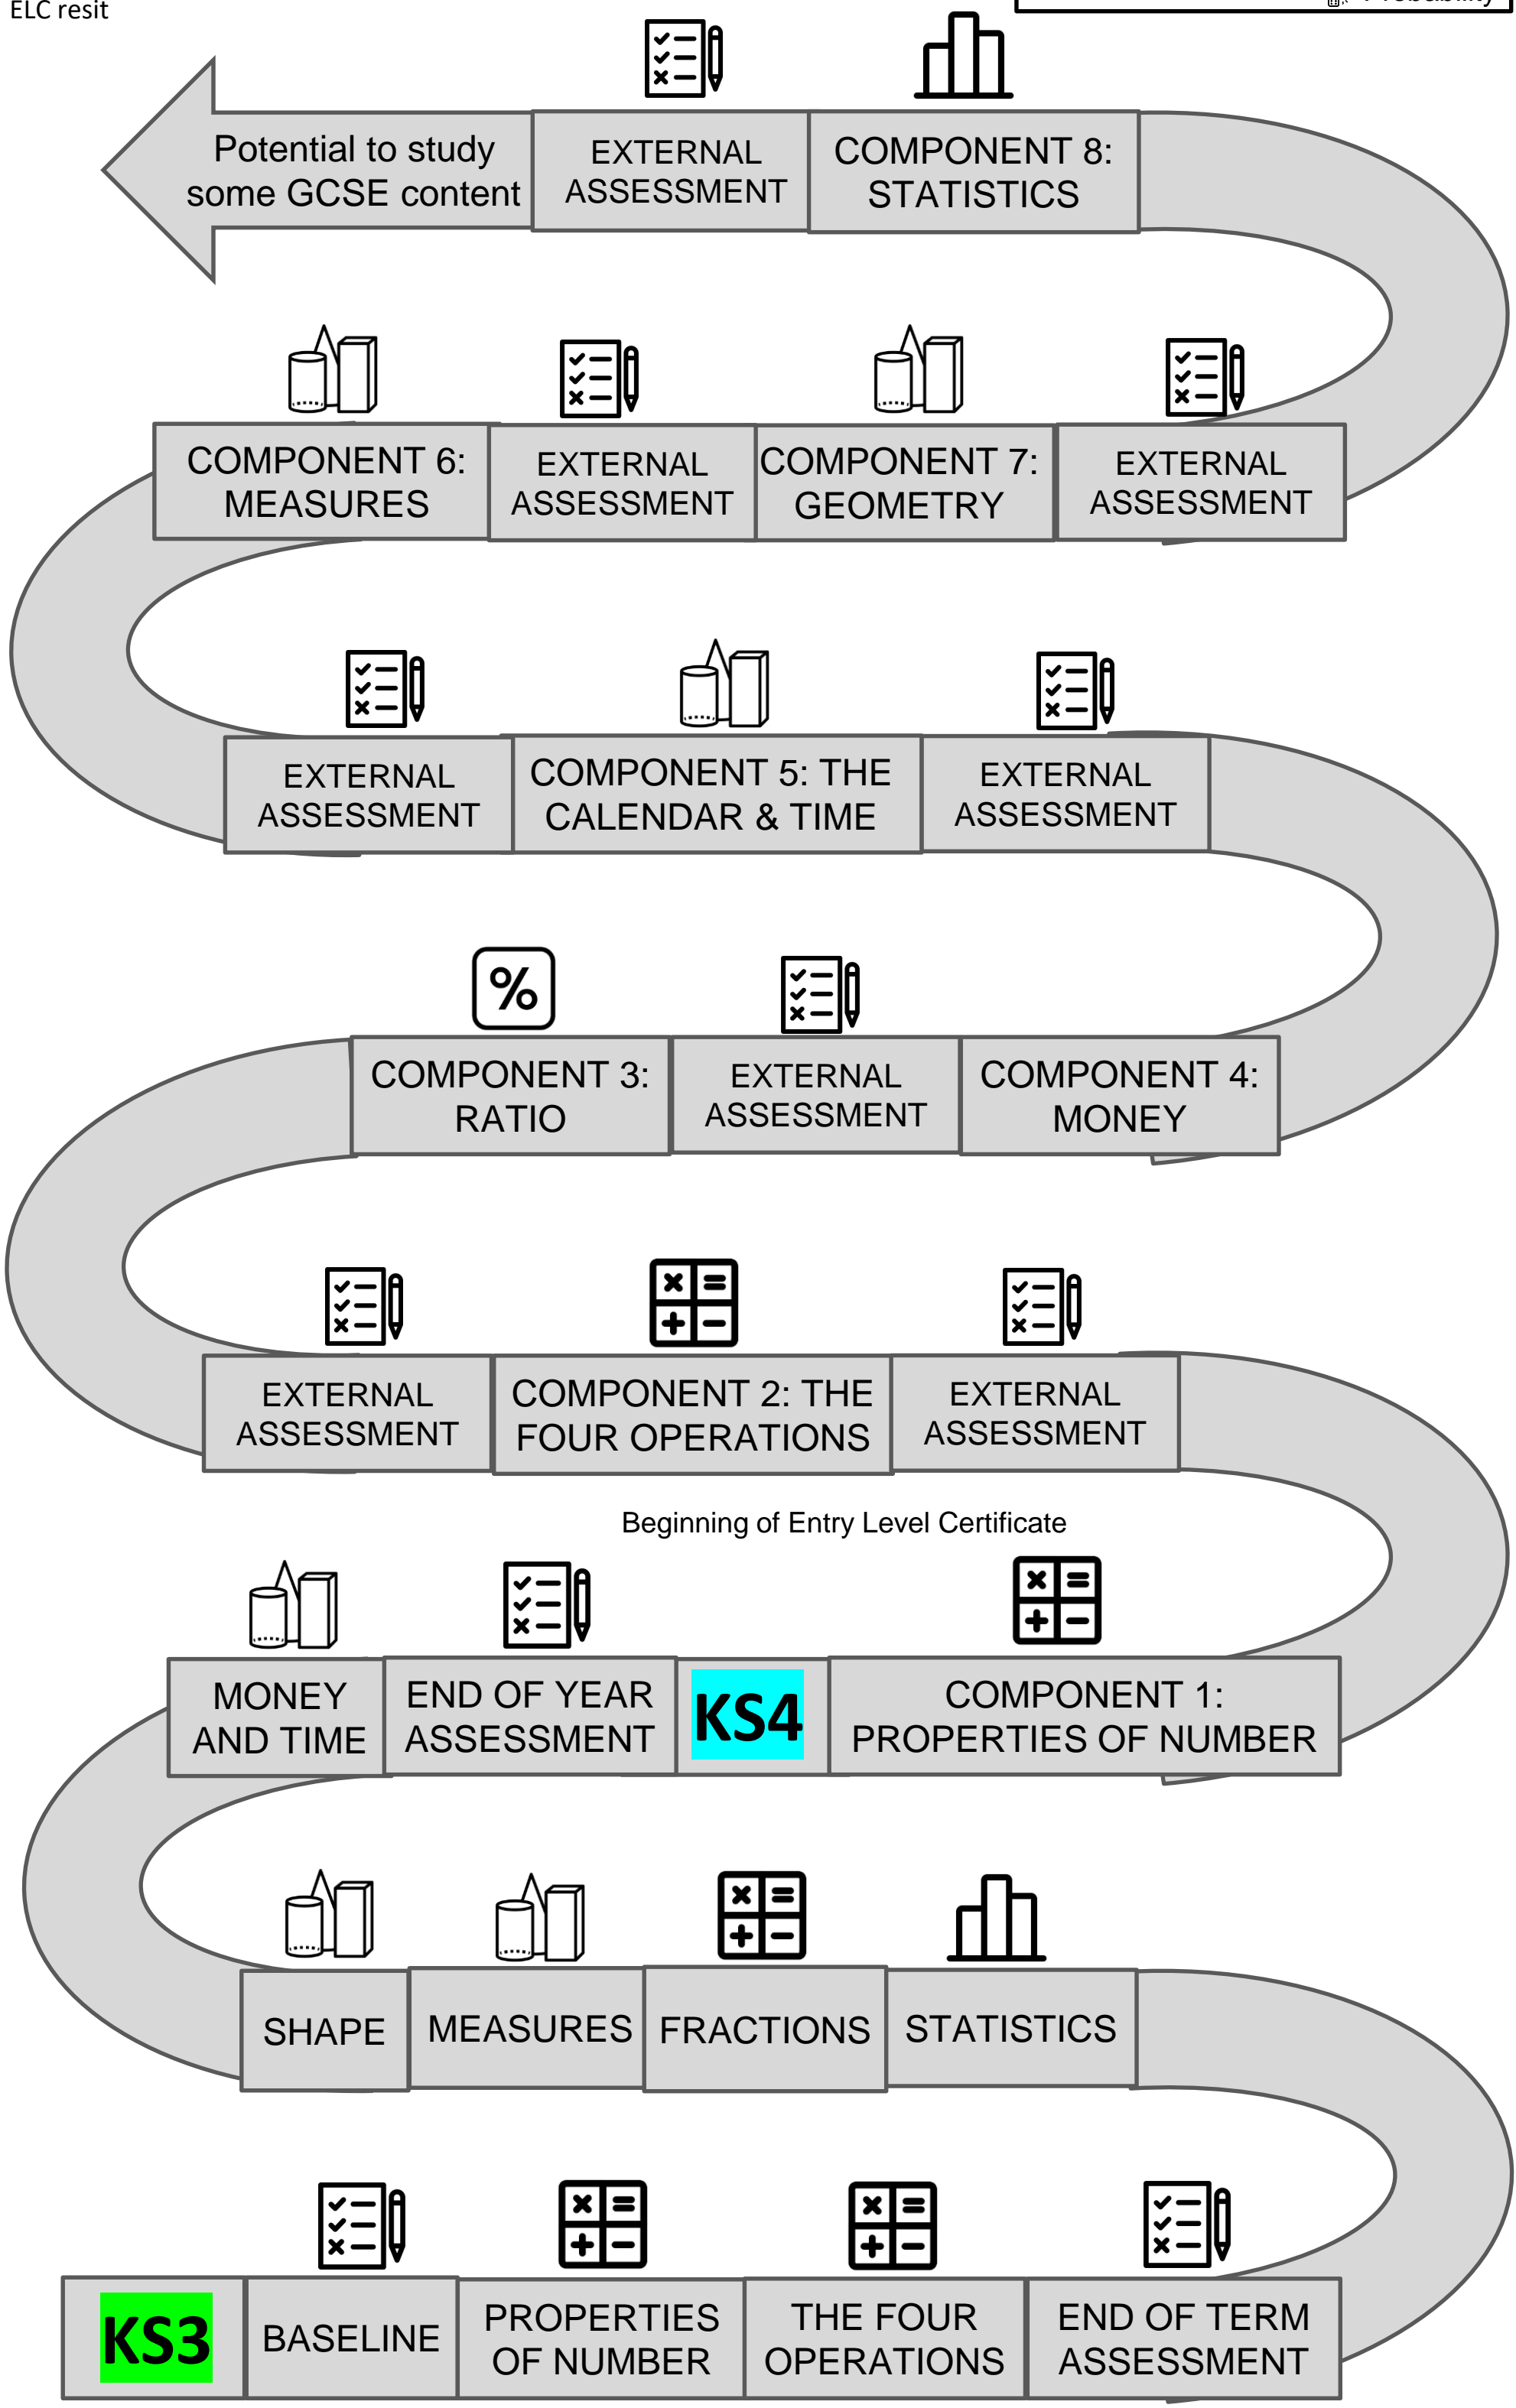 ELC resit
Probability
Potential to study
some GCSE content
EXTERNAL
ASSESSMENT
COMPONENT 8:
STATISTICS
COMPONENT 6:
MEASURES
EXTERNAL
ASSESSMENT
COMPONENT 7:
GEOMETRY
EXTERNAL
ASSESSMENT
EXTERNAL
ASSESSMENT
COMPONENT 5: THE
CALENDAR & TIME
EXTERNAL
ASSESSMENT
%
COMPONENT 3:
RATIO
EXTERNAL
ASSESSMENT
COMPONENT 4:
MONEY
EXTERNAL
ASSESSMENT
COMPONENT 2: THE
FOUR OPERATIONS
EXTERNAL
ASSESSMENT
Beginning of Entry Level Certificate
MONEY
AND TIME
END OF YEAR
ASSESSMENT
KS4
COMPONENT 1:
PROPERTIES OF NUMBER
SHAPE
MEASURES
FRACTIONS
STATISTICS
KS3
BASELINE
PROPERTIES
OF NUMBER
THE FOUR
OPERATIONS
END OF TERM
ASSESSMENT